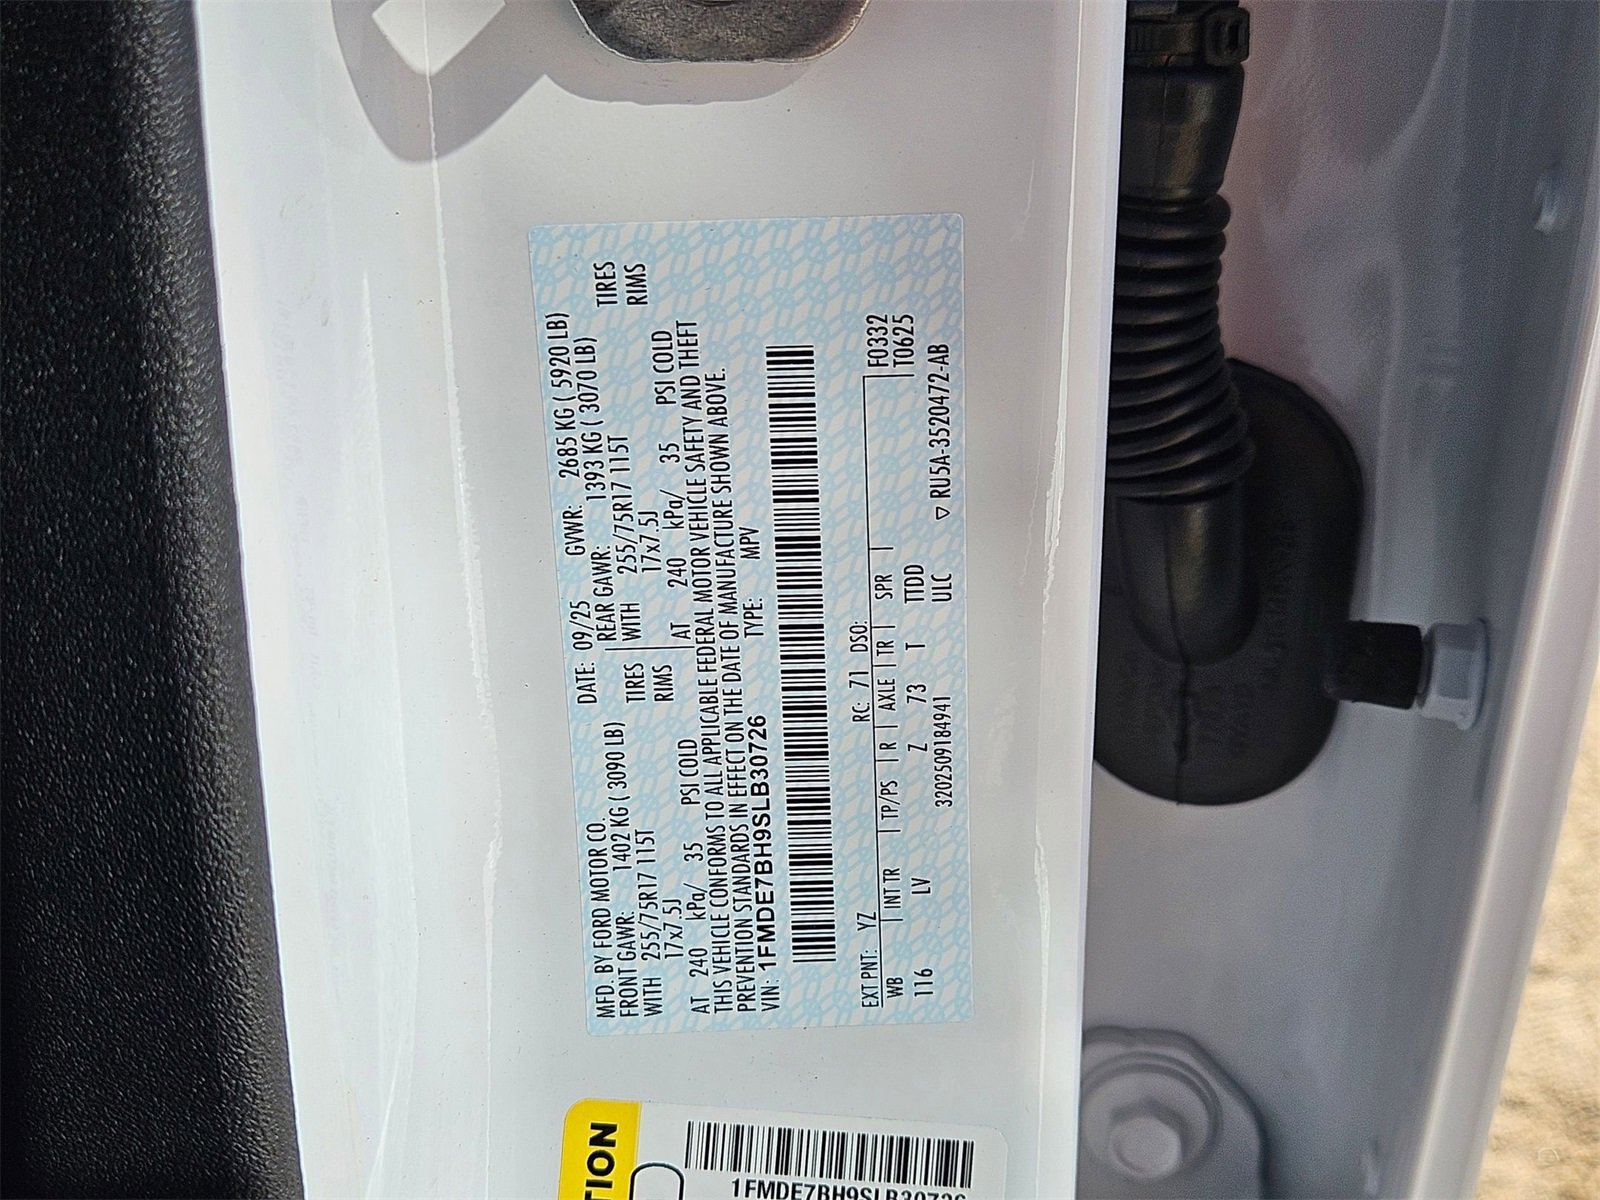 MFD. BY FORD MOTOR CO. DATE: 09/25 GVWR: 2685 KG ( 5920 LB)
FRONT GAWR: 1402 KG ( 3090 LB) REAR GAWR: 1393 KG ( 3070 LB)
WITH 255/75R17 115T TIRES WITH 255/75R17 115T TIRES
17x7.5J RIMS 17x7.5J RIMS
AT 240 kPa/ 35 PSI COLD AT 240 kPa/ 35 PSI COLD
THIS VEHICLE CONFORMS TO ALL APPLICABLE FEDERAL MOTOR VEHICLE SAFETY AND THEFT
PREVENTION STANDARDS IN EFFECT ON THE DATE OF MANUFACTURE SHOWN ABOVE.
VIN: 1FMDE7BH9SLB30726 TYPE: MPV
EXT PNT: YZ RC: 71 DSO: F0332
WB INT TR TP/PS R AXLE TR SPR T0625
116 LV Z 73 T TTDD
3202509184941 ULC ▽ RU5A-3520472-AB
TION
1FMDE7BH9SLB30726